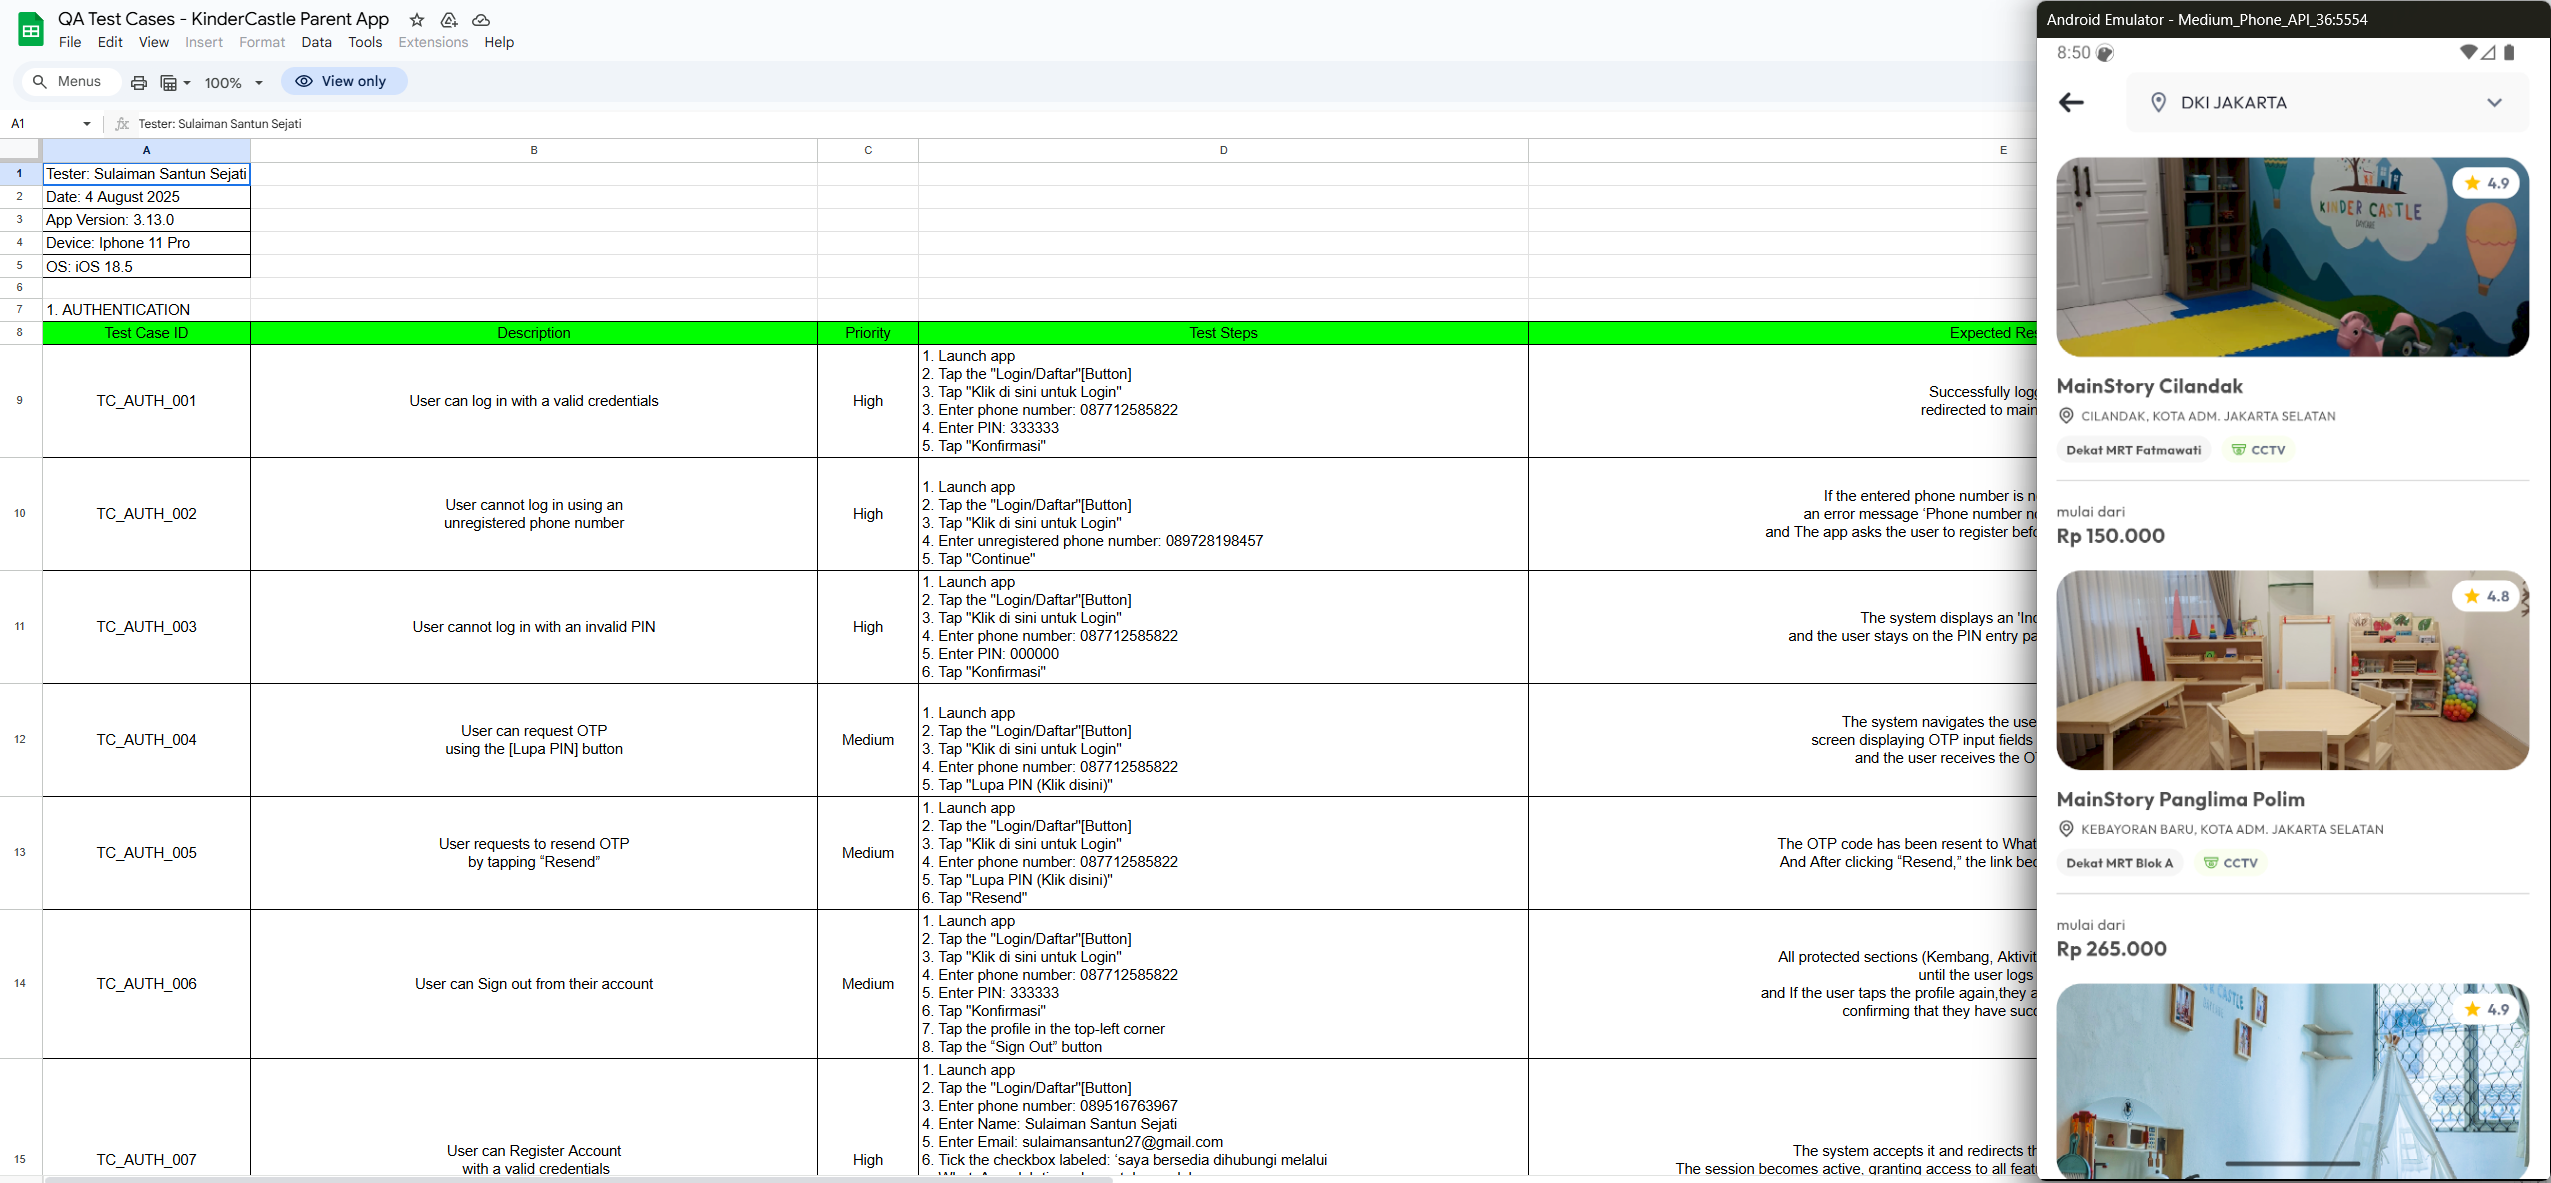 QA Test Cases - KinderCastle Parent App
File Edit View Insert Format Data Tools Extensions Help
Menus 100% View only
A1 fx Tester: Sulaiman Santun Sejati
A B C D E
1 Tester: Sulaiman Santun Sejati
2 Date: 4 August 2025
3 App Version: 3.13.0
4 Device: Iphone 11 Pro
5 OS: iOS 18.5
6
7 1. AUTHENTICATION
8 Test Case ID Description Priority Test Steps Expected Res
9 TC_AUTH_001
User can log in with a valid credentials
High
1. Launch app
2. Tap the "Login/Daftar"[Button]
3. Tap "Klik di sini untuk Login"
3. Enter phone number: 087712585822
4. Enter PIN: 333333
5. Tap "Konfirmasi"
Successfully logg
redirected to main
10 TC_AUTH_002
User cannot log in using an
unregistered phone number
High
1. Launch app
2. Tap the "Login/Daftar"[Button]
3. Tap "Klik di sini untuk Login"
4. Enter unregistered phone number: 089728198457
5. Tap "Continue"
If the entered phone number is n
an error message ‘Phone number no
and The app asks the user to register befo
11 TC_AUTH_003
User cannot log in with an invalid PIN
High
1. Launch app
2. Tap the "Login/Daftar"[Button]
3. Tap "Klik di sini untuk Login"
4. Enter phone number: 087712585822
5. Enter PIN: 000000
6. Tap "Konfirmasi"
The system displays an 'Inc
and the user stays on the PIN entry pa
12 TC_AUTH_004
User can request OTP
using the [Lupa PIN] button
Medium
1. Launch app
2. Tap the "Login/Daftar"[Button]
3. Tap "Klik di sini untuk Login"
4. Enter phone number: 087712585822
5. Tap "Lupa PIN (Klik disini)"
The system navigates the use
screen displaying OTP input fields
and the user receives the O
13 TC_AUTH_005
User requests to resend OTP
by tapping “Resend”
Medium
1. Launch app
2. Tap the "Login/Daftar"[Button]
3. Tap "Klik di sini untuk Login"
4. Enter phone number: 087712585822
5. Tap "Lupa PIN (Klik disini)"
6. Tap "Resend"
The OTP code has been resent to What
And After clicking “Resend,” the link bec
14 TC_AUTH_006
User can Sign out from their account
Medium
1. Launch app
2. Tap the "Login/Daftar"[Button]
3. Tap "Klik di sini untuk Login"
4. Enter phone number: 087712585822
5. Enter PIN: 333333
6. Tap "Konfirmasi"
7. Tap the profile in the top-left corner
8. Tap the “Sign Out” button
All protected sections (Kembang, Aktivit
until the user logs
and If the user taps the profile again,they a
confirming that they have succ
15 TC_AUTH_007
User can Register Account
with a valid credentials
High
1. Launch app
2. Tap the "Login/Daftar"[Button]
3. Enter phone number: 089516763967
4. Enter Name: Sulaiman Santun Sejati
5. Enter Email: sulaimansantun27@gmail.com
6. Tick the checkbox labeled: ‘saya bersedia dihubungi melalui
The system accepts it and redirects th
The session becomes active, granting access to all feat
Android Emulator - Medium_Phone_API_36:5554
8:50
DKI JAKARTA
KINDER CASTLE
DAYCARE
4.9
MainStory Cilandak
CILANDAK, KOTA ADM. JAKARTA SELATAN
Dekat MRT Fatmawati CCTV
mulai dari
Rp 150.000
4.8
MainStory Panglima Polim
KEBAYORAN BARU, KOTA ADM. JAKARTA SELATAN
Dekat MRT Blok A CCTV
mulai dari
Rp 265.000
4.9